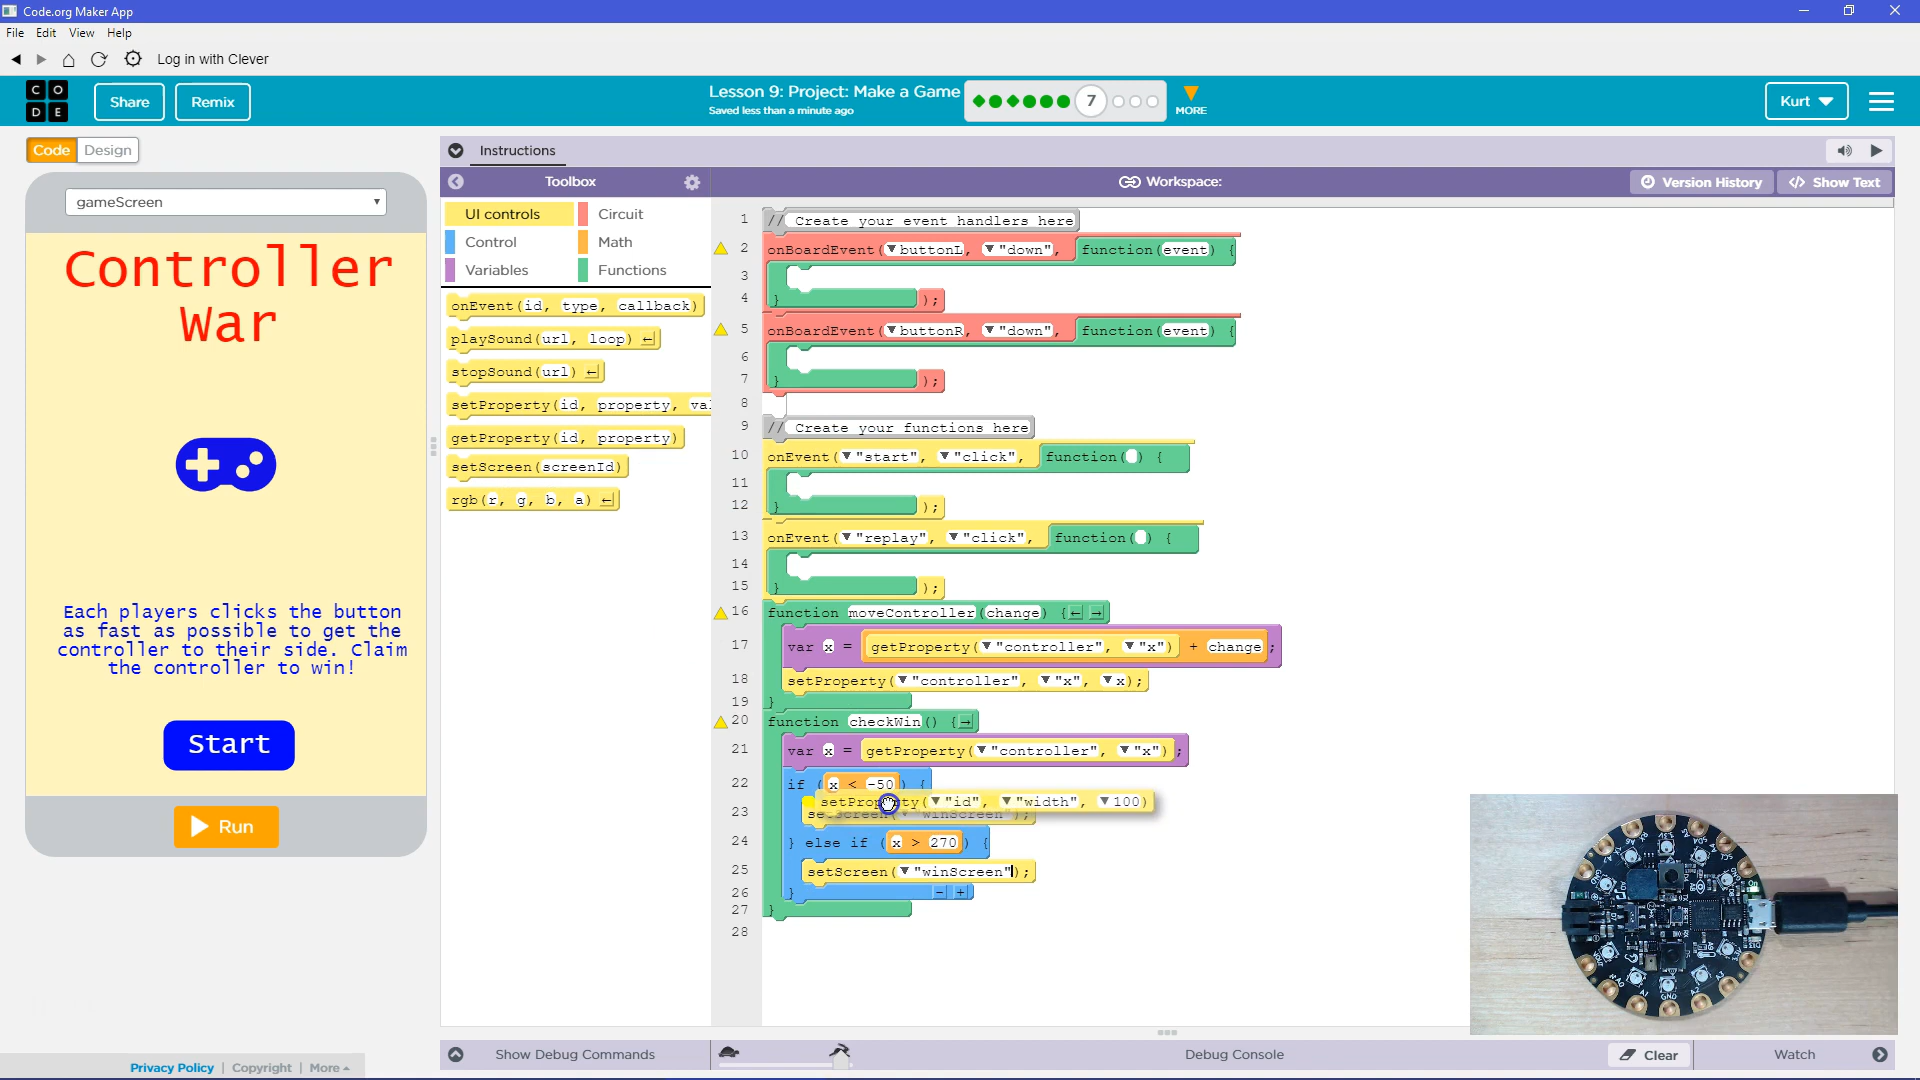 Code.org Maker App
File Edit View Help
Log in with Clever
C O
D E
Share
Remix
Lesson 9: Project: Make a Game
Saved less than a minute ago
7
MORE
Kurt
Code
Design
gameScreen
Controller
War
Each players clicks the button
as fast as possible to get the
controller to their side. Claim
the controller to win!
Start
Run
Privacy Policy | Copyright | More
Instructions
Toolbox
UI controls
Circuit
Control
Math
Variables
Functions
onEvent(id, type, callback)
playSound(url, loop)
stopSound(url)
setProperty(id, property, val
getProperty(id, property)
setScreen(screenId)
rgb(r, g, b, a)
Workspace:
Version History
</> Show Text
1 // Create your event handlers here
2 onBoardEvent(buttonL, "down", function(event) {
3
4 } );
5 onBoardEvent(buttonR, "down", function(event) {
6
7 } );
8
9 // Create your functions here
10 onEvent("start", "click", function( ) {
11
12 } );
13 onEvent("replay", "click", function( ) {
14
15 } );
16 function moveController(change) {
17 var x = getProperty("controller", "x") + change;
18 setProperty("controller", "x", x);
19 }
20 function checkWin() {
21 var x = getProperty("controller", "x");
22 if (x < -50) {
setProperty("id", "width", 100)
23 setScreen("winScreen");
24 } else if (x > 270) {
25 setScreen("winScreen");
26 } - +
27 }
28
Show Debug Commands
Debug Console
Clear
Watch